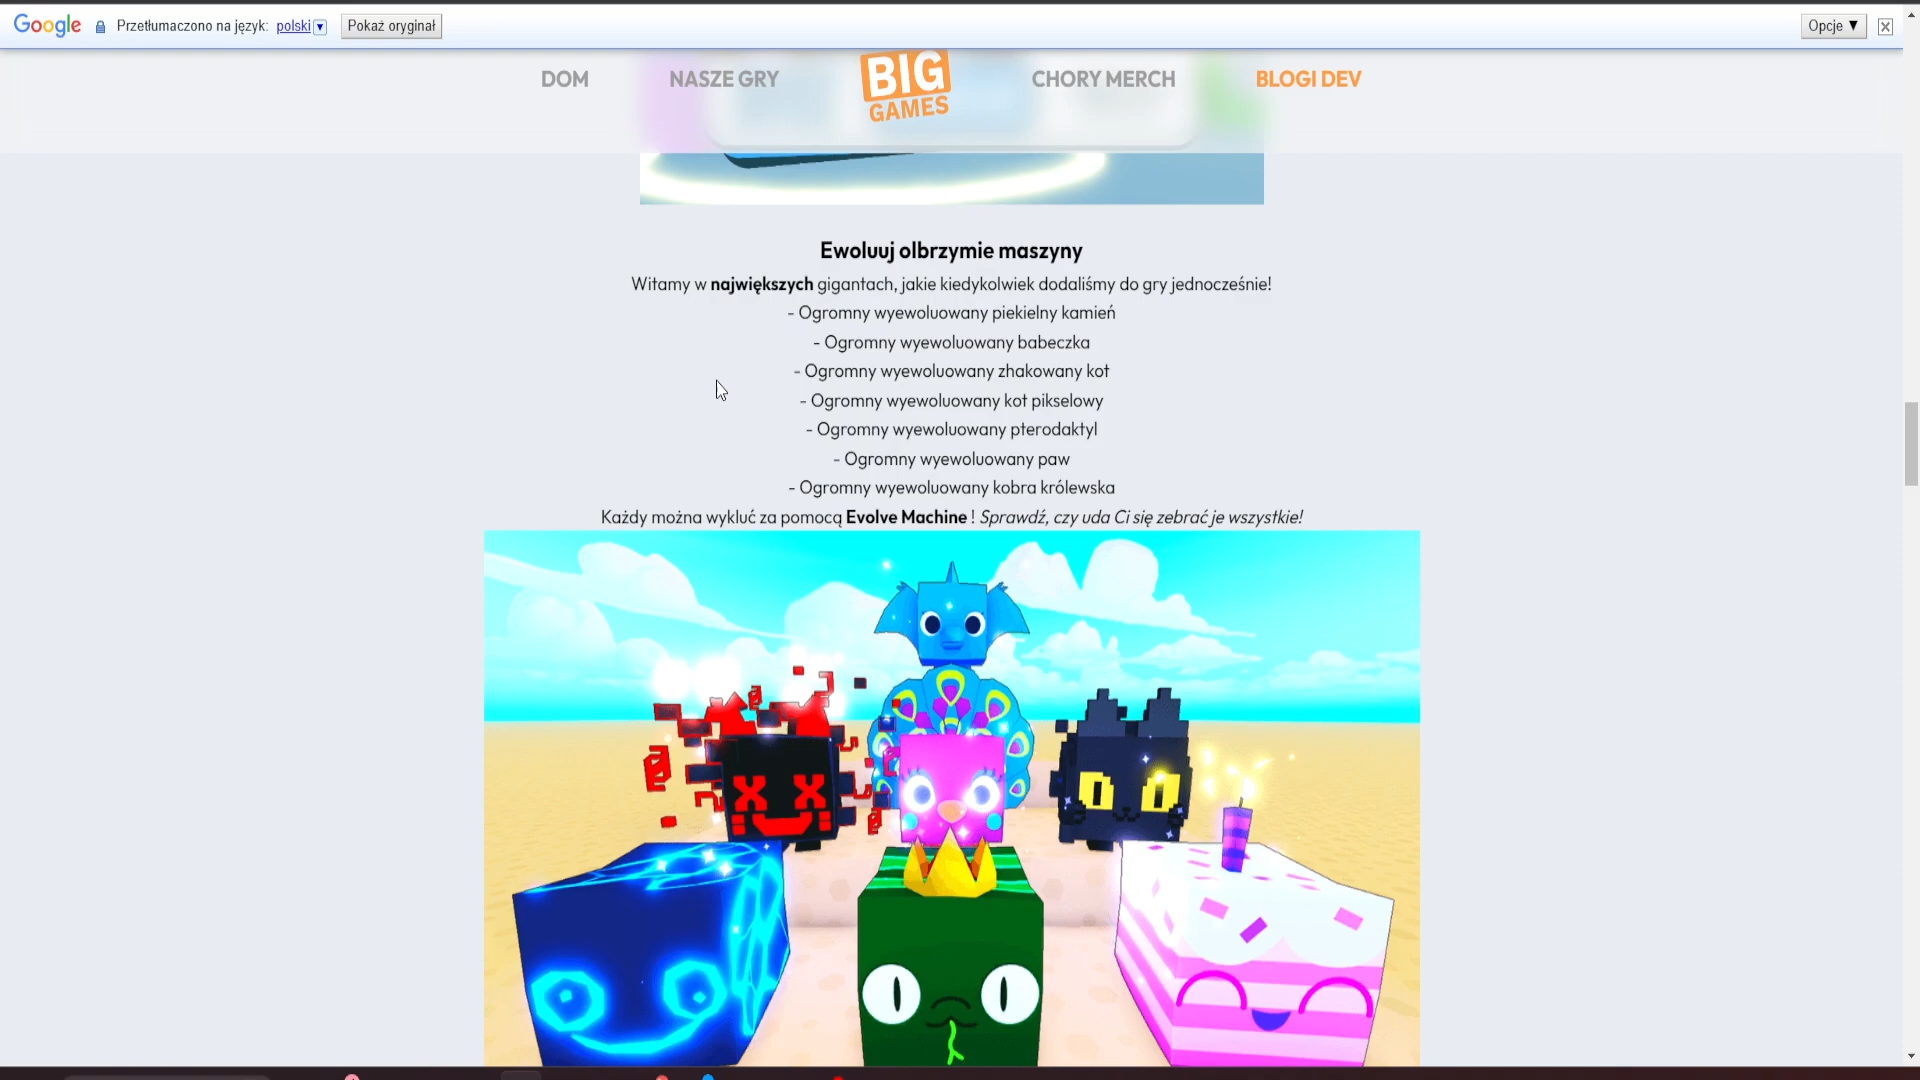 Google Przetłumaczono na język: polski Pokaż oryginał Opcje ▼
DOM NASZE GRY BIG GAMES CHORY MERCH BLOGI DEV
Ewoluuj olbrzymie maszyny
Witamy w największych gigantach, jakie kiedykolwiek dodaliśmy do gry jednocześnie!
- Ogromny wyewoluowany piekielny kamień
- Ogromny wyewoluowany babeczka
- Ogromny wyewoluowany zhakowany kot
- Ogromny wyewoluowany kot pikselowy
- Ogromny wyewoluowany pterodaktyl
- Ogromny wyewoluowany paw
- Ogromny wyewoluowany kobra królewska
Każdy można wykluć za pomocą Evolve Machine ! Sprawdź, czy uda Ci się zebrać je wszystkie!